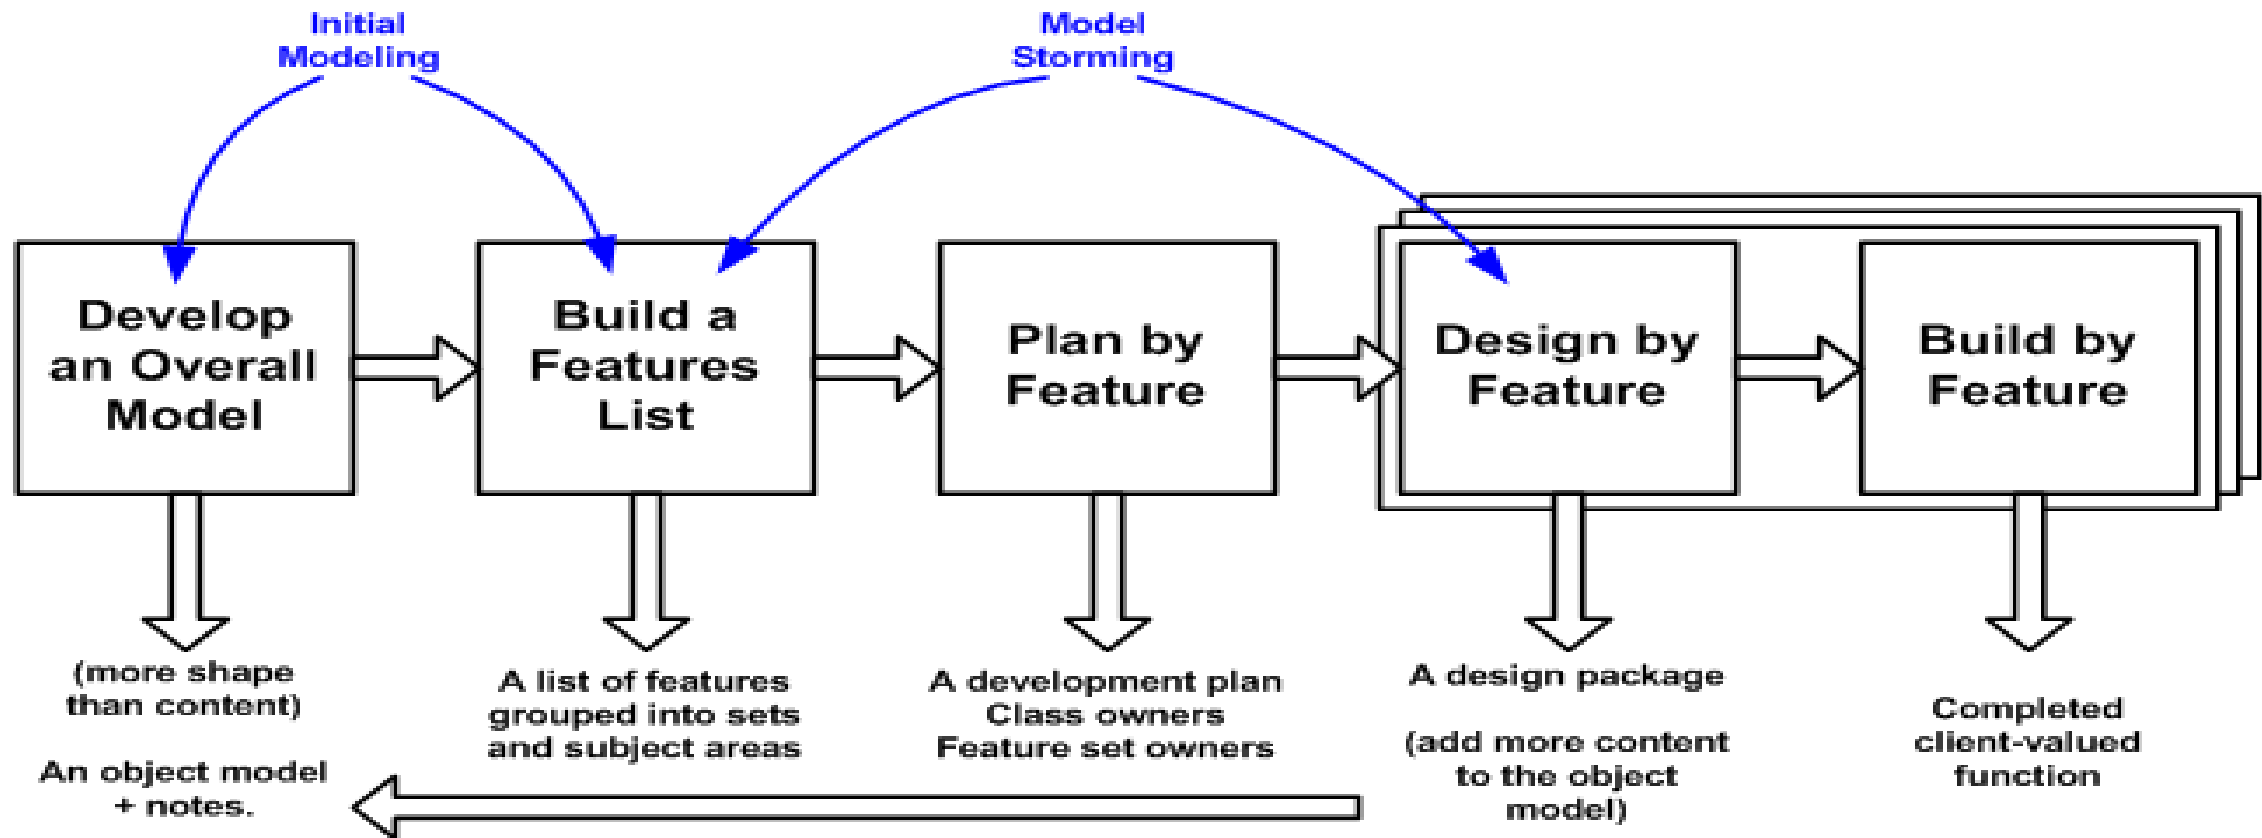 Initial
Modeling
Model
Storming
Develop
an Overall
Model
Build a
Features
List
Plan by
Feature
Design by
Feature
Build by
Feature
(more shape
than content)
An object model
+ notes.
A list of features
grouped into sets
and subject areas
A development plan
Class owners
Feature set owners
A design package
(add more content
to the object
model)
Completed
client-valued
function